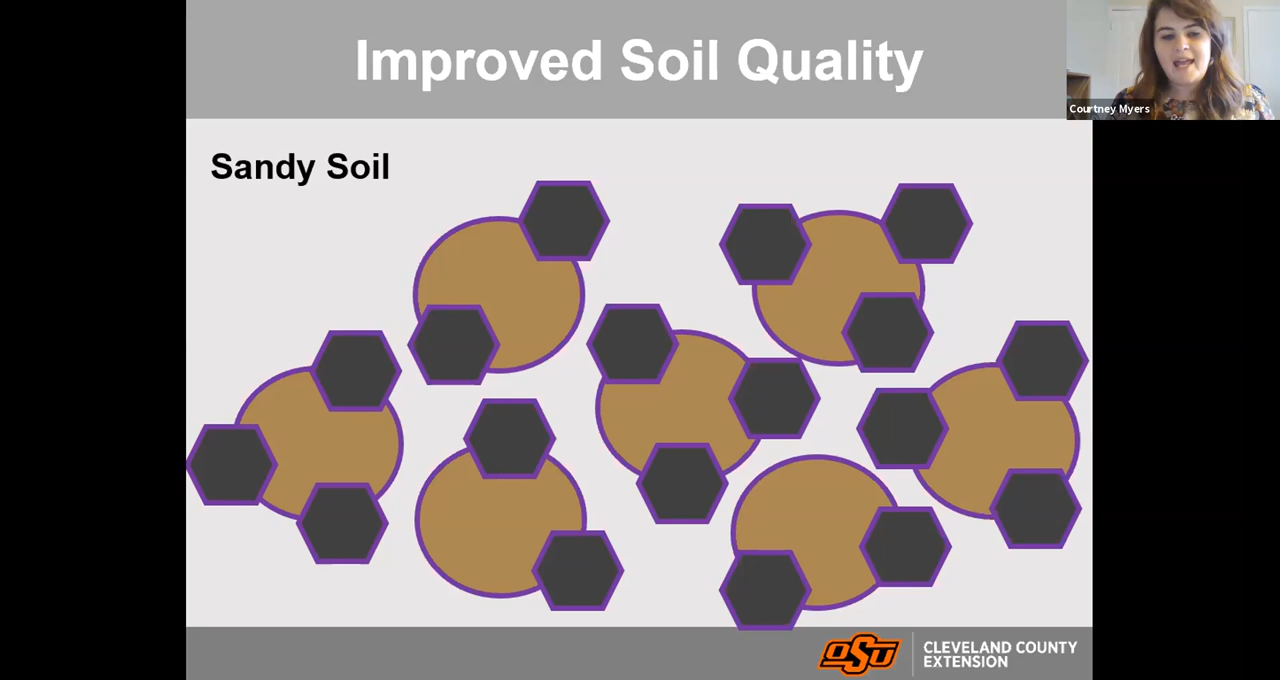 Improved Soil Quality
Courtney Myers
Sandy Soil
OSU
CLEVELAND COUNTY
EXTENSION